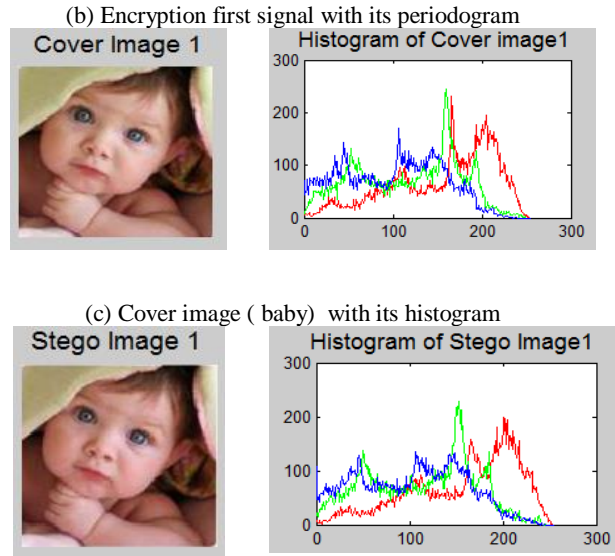 (b) Encryption first signal with its periodogram
Cover Image 1
Histogram of Cover image1
300
200
100
0
0 100 200 300
(c) Cover image ( baby) with its histogram
Stego Image 1
Histogram of Stego Image1
300
200
100
0
0 100 200 300